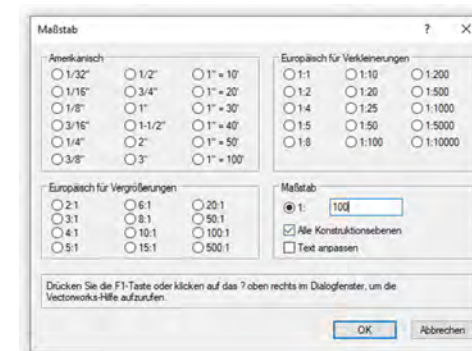 Maßstab ? X
Amerikanisch
1/32" 1/2" 1" = 10'
1/16" 3/4" 1" = 20'
1/8" 1" 1" = 30'
3/16" 1-1/2" 1" = 40'
1/4" 2" 1" = 50'
3/8" 3" 1" = 100'
Europäisch für Verkleinerungen
1:1 1:10 1:200
1:2 1:20 1:500
1:4 1:25 1:1000
1:5 1:50 1:5000
1:8 1:100 1:10000
Europäisch für Vergrößerungen
2:1 6:1 20:1
3:1 8:1 50:1
4:1 10:1 100:1
5:1 15:1 500:1
Maßstab
1: 100
Alle Konstruktionsebenen
Text anpassen
Drücken Sie die F1-Taste oder klicken auf das ? oben rechts im Dialogfenster, um die
Vectorworks-Hilfe aufzurufen.
OK Abbrechen